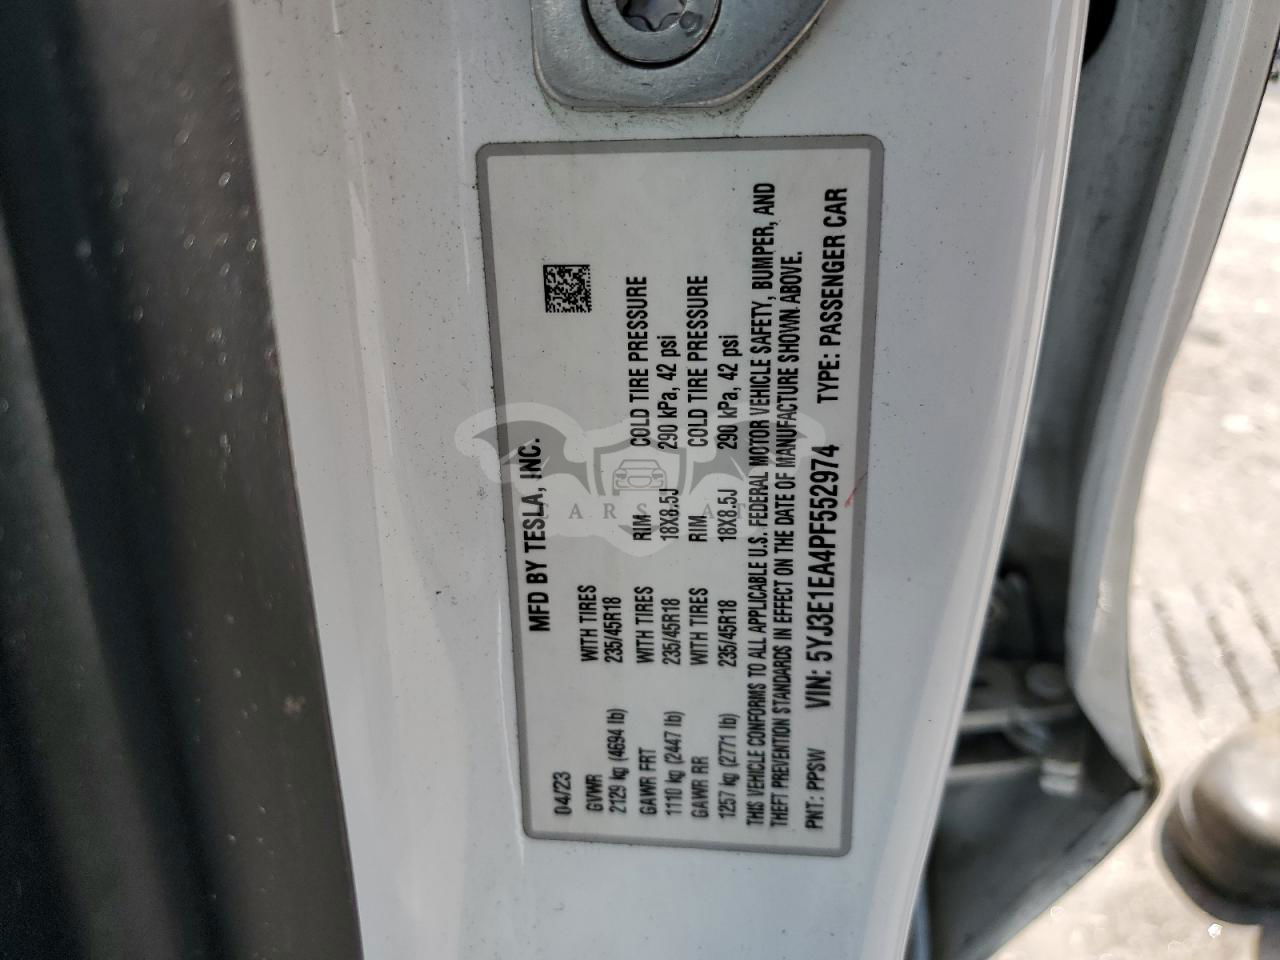 04/23 MFD BY TESLA, INC.
GVWR WITH TIRES
2129 kg (4694 lb) 235/45R18
GAWR FRT WITH TIRES RIM COLD TIRE PRESSURE
1110 kg (2447 lb) 235/45R18 18X8.5J 290 kPa, 42 psi
GAWR RR WITH TIRES RIM COLD TIRE PRESSURE
1257 kg (2771 lb) 235/45R18 18X8.5J 290 kPa, 42 psi
THIS VEHICLE CONFORMS TO ALL APPLICABLE U.S. FEDERAL MOTOR VEHICLE SAFETY, BUMPER, AND
THEFT PREVENTION STANDARDS IN EFFECT ON THE DATE OF MANUFACTURE SHOWN ABOVE.
PNT: PPSW VIN: 5YJ3E1EA4PF552974 TYPE: PASSENGER CAR